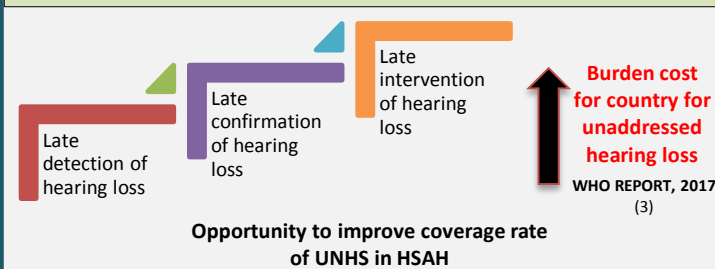 Late
detection of
hearing loss
Late
confirmation
of hearing
loss
Late
intervention
of hearing
loss
Burden cost
for country for
unaddressed
hearing loss
WHO REPORT, 2017
(3)
Opportunity to improve coverage rate
of UNHS in HSAH